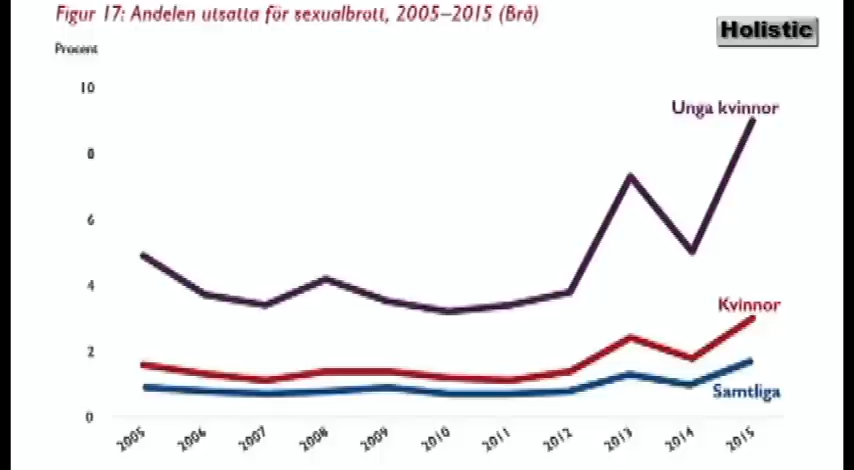 Figur 17: Andelen utsatta för sexualbrott, 2005–2015 (Brå)
Holistic
Procent
10
Unga kvinnor
8
6
4
Kvinnor
2
Samtliga
0
2005 2006 2007 2008 2009 2010 2011 2012 2013 2014 2015